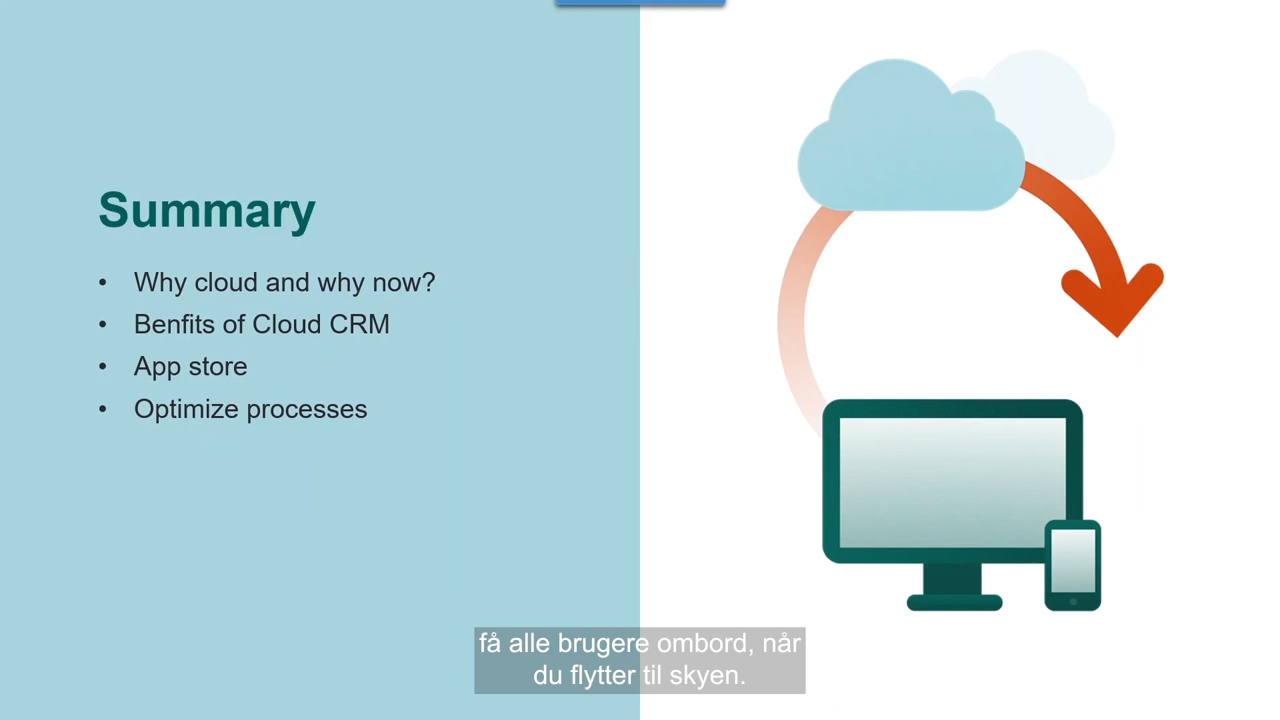 Summary
• Why cloud and why now?
• Benfits of Cloud CRM
• App store
• Optimize processes
få alle brugere ombord, når
du flytter til skyen.